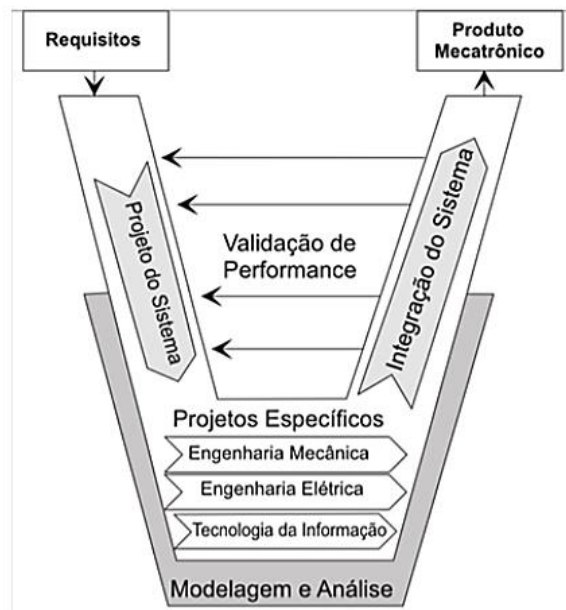 Requisitos
Produto
Mecatrônico
Projeto do Sistema
Validação de
Performance
Integração do Sistema
Projetos Específicos
Engenharia Mecânica
Engenharia Elétrica
Tecnologia da Informação
Modelagem e Análise